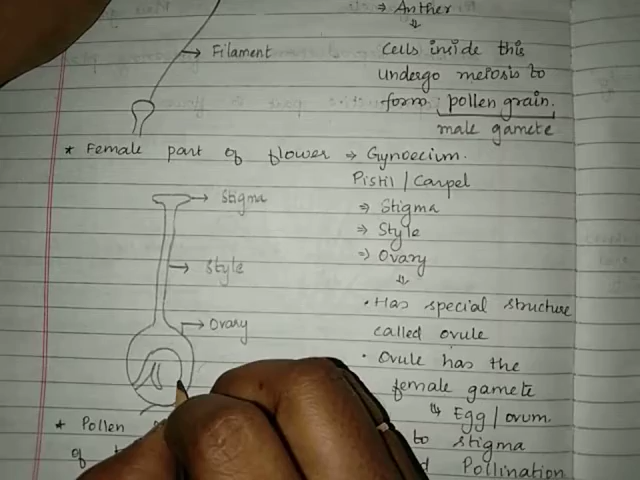 ⇒ Anther
Filament
Cells inside this
undergo meiosis to
form pollen grain.
male gamete
* Female part of flower ⇒ Gynoecium.
Pistil / Carpel
Stigma
⇒ Stigma
⇒ Style
Style
⇒ Ovary
• Has special structure
called ovule
Ovary
• Ovule has the
female gamete
Egg / ovum.
* Pollen
to stigma
of
Pollination